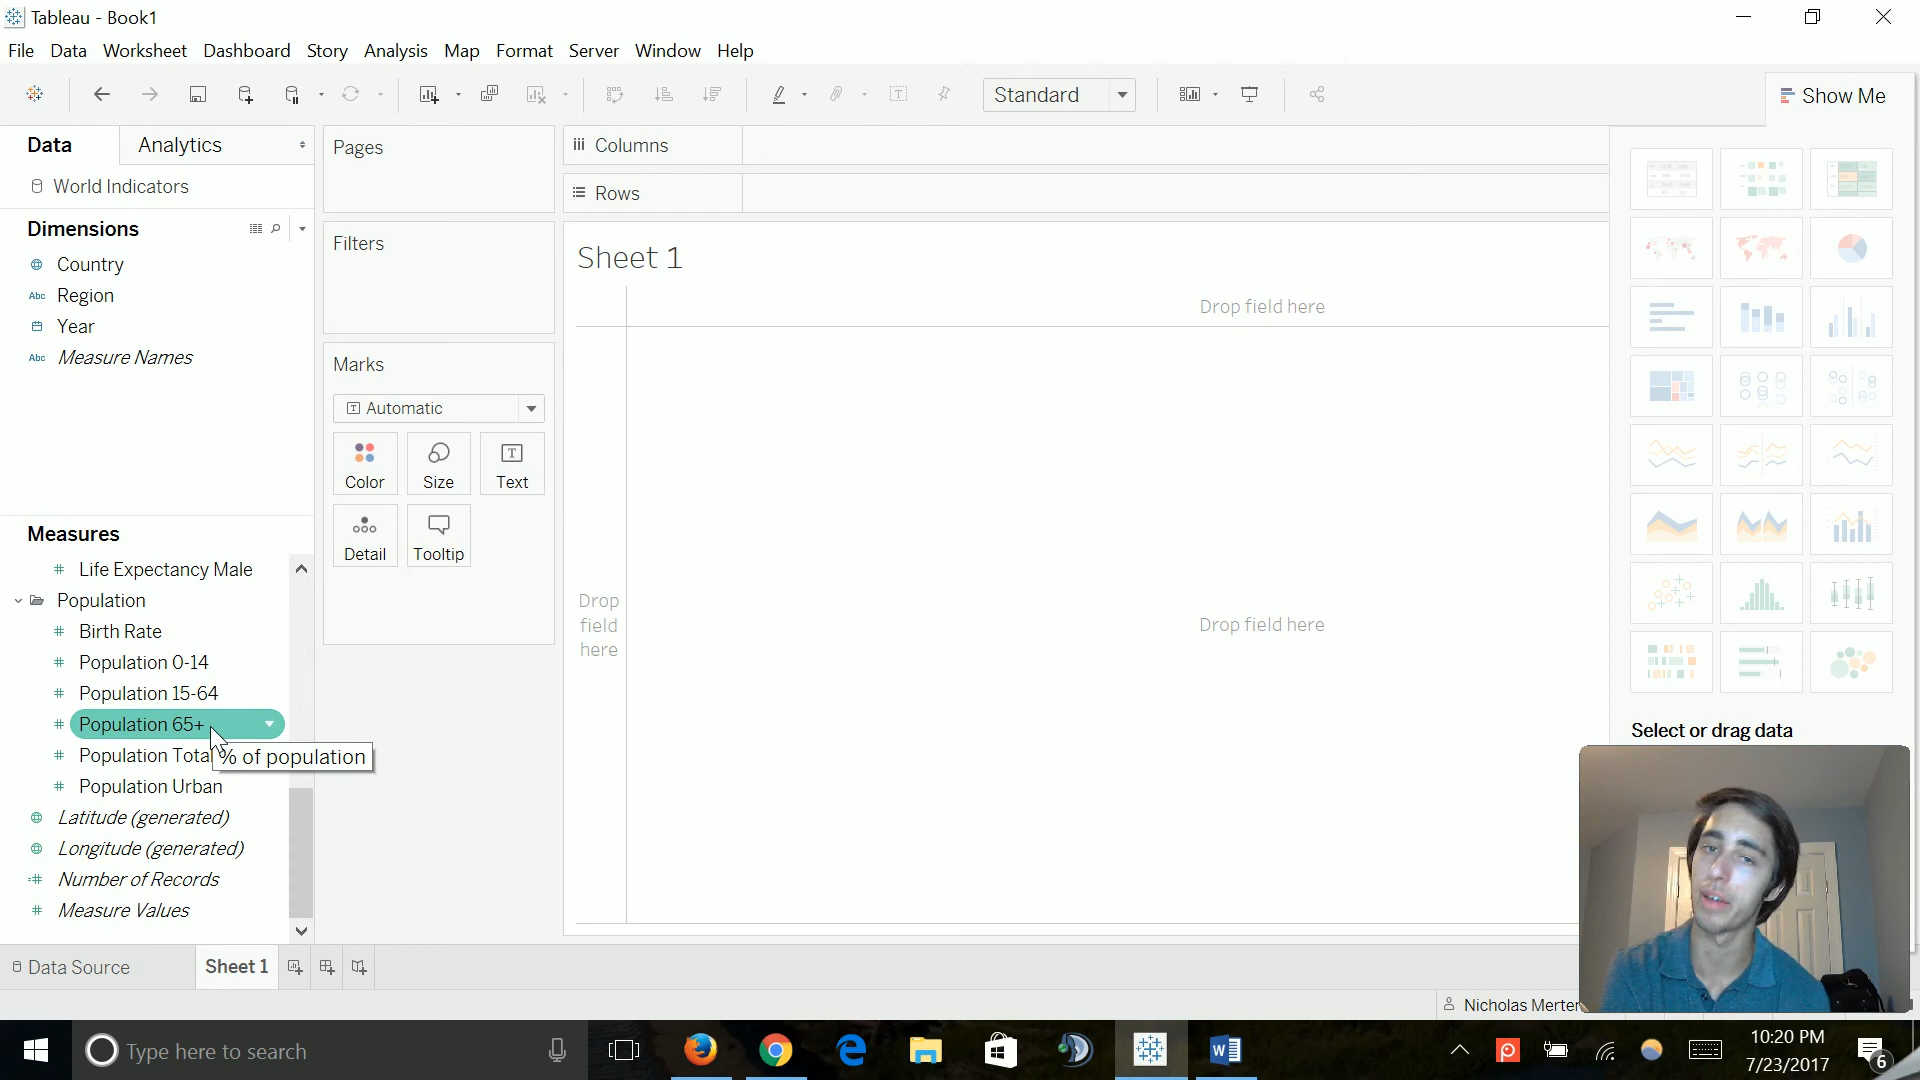 Tableau - Book1
File Data Worksheet Dashboard Story Analysis Map Format Server Window Help
Standard
Show Me
Data
Analytics
World Indicators
Dimensions
Abc
Country
Region
Year
Abc
Measure Names
Measures
Life Expectancy Male
Population
Birth Rate
Population 0-14
Population 15-64
Population 65+
Population Total
% of population
Population Urban
Latitude (generated)
Longitude (generated)
Number of Records
Measure Values
Pages
Filters
Marks
Automatic
Color
Size
Text
Detail
Tooltip
Columns
Rows
Sheet 1
Drop field here
Drop
field
here
Drop field here
Select or drag data
Data Source
Sheet 1
Nicholas Merten
Type here to search
10:20 PM
7/23/2017
6